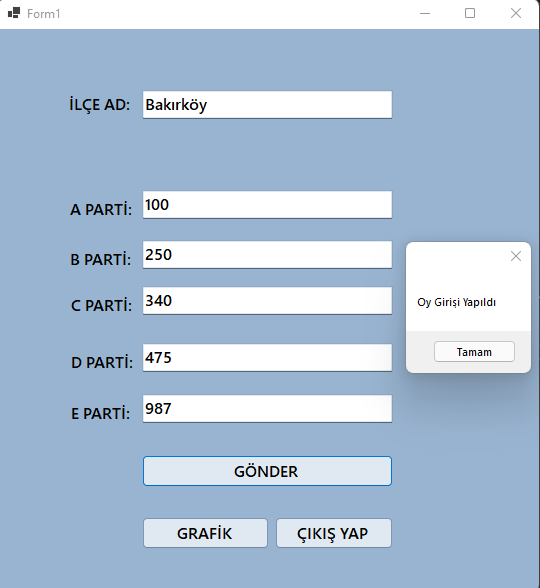 Form1
İLÇE AD: Bakırköy
A PARTİ: 100
B PARTİ: 250
C PARTİ: 340
D PARTİ: 475
E PARTİ: 987
GÖNDER
GRAFİK ÇIKIŞ YAP
Oy Girişi Yapıldı
Tamam